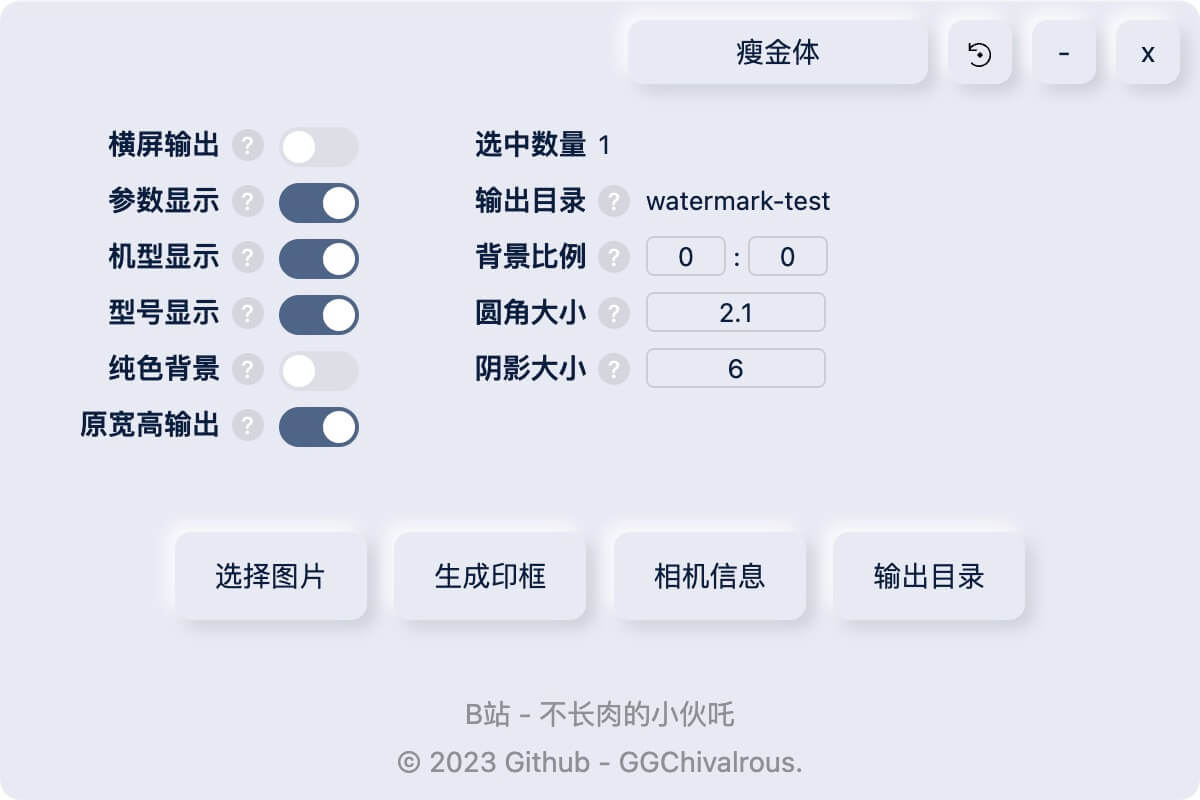 瘦金体
-
x
横屏输出 ?
参数显示 ?
机型显示 ?
型号显示 ?
纯色背景 ?
原宽高输出 ?
选中数量 1
输出目录 ? watermark-test
背景比例 ? 0 : 0
圆角大小 ? 2.1
阴影大小 ? 6
选择图片
生成印框
相机信息
输出目录
B站 - 不长肉的小伙吒
© 2023 Github - GGChivalrous.